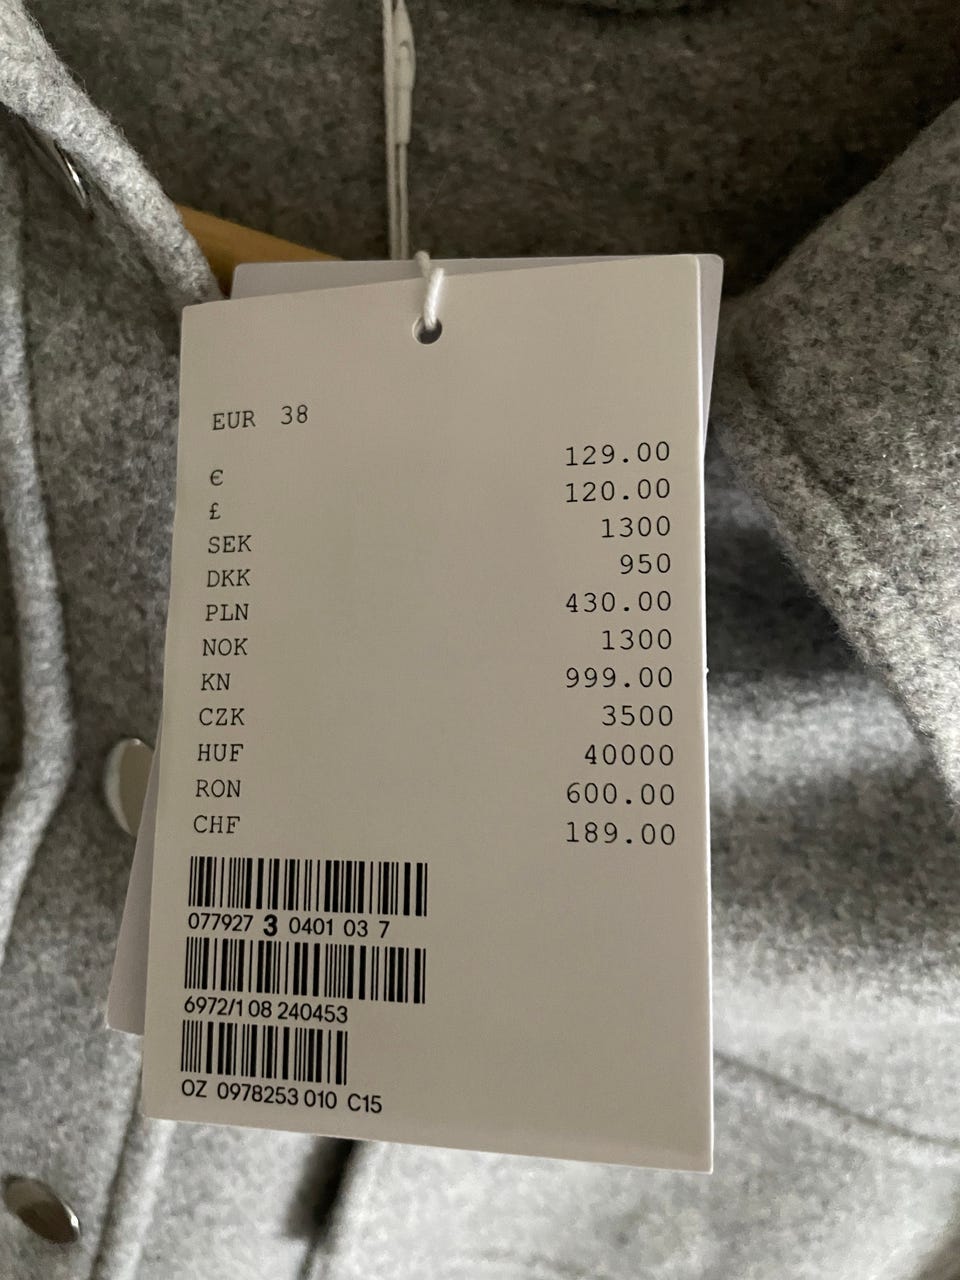 EUR 38
€ 129.00
£ 120.00
SEK 1300
DKK 950
PLN 430.00
NOK 1300
KN 999.00
CZK 3500
HUF 40000
RON 600.00
CHF 189.00
077927 3 0401 03 7
6972/1 08 240453
OZ 0978253 010 C15